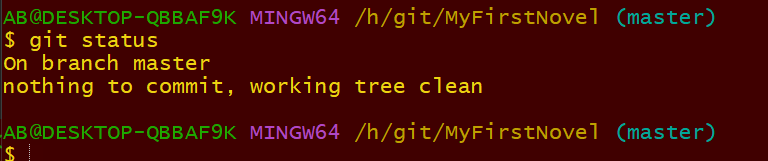 AB@DESKTOP-QBBAF9K MINGW64 /h/git/MyFirstNovel (master)
$ git status
On branch master
nothing to commit, working tree clean

AB@DESKTOP-QBBAF9K MINGW64 /h/git/MyFirstNovel (master)
$